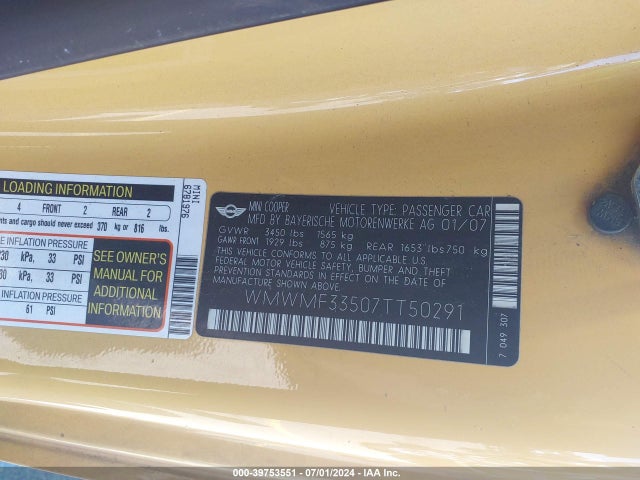 LOADING INFORMATION
4 FRONT 2 REAR 2
and cargo should never exceed 370 kg or 816 lbs.
INFLATION PRESSURE
kPa, 33 PSI
kPa, 33 PSI
INFLATION PRESSURE
61 PSI
SEE OWNER'S
MANUAL FOR
ADDITIONAL
INFORMATION
MINI
6781926
MINI COOPER VEHICLE TYPE: PASSENGER CAR
MFD BY BAYERISCHE MOTORENWERKE AG 01/07
GVWR 3450 lbs 1565 kg
GAWR FRONT 1929 lbs 875 kg REAR 1653 lbs 750 kg
THIS VEHICLE CONFORMS TO ALL APPLICABLE U.S.
FEDERAL MOTOR VEHICLE SAFETY, BUMPER AND THEFT
PREVENTION STANDARDS IN EFFECT ON THE DATE OF
MANUFACTURE SHOWN ABOVE.
WMWMF33507TT50291
7 049 307
000-39753551 - 07/01/2024 - IAA Inc.